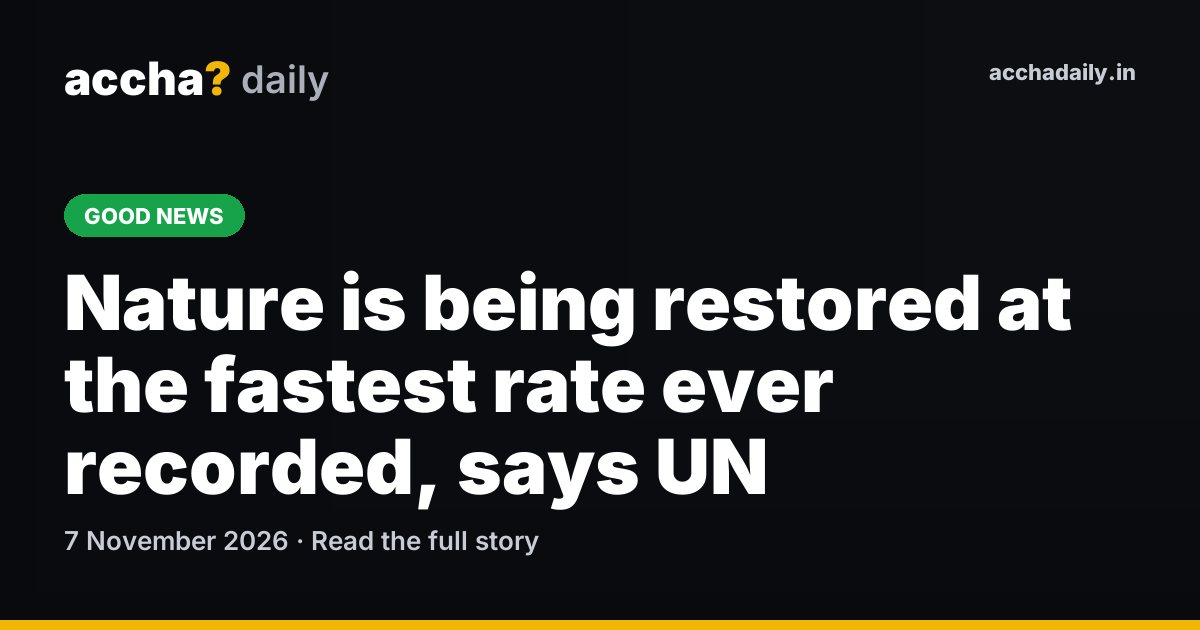 accha? daily
acchadaily.in
GOOD NEWS
Nature is being restored at
the fastest rate ever
recorded, says UN
7 November 2026 · Read the full story